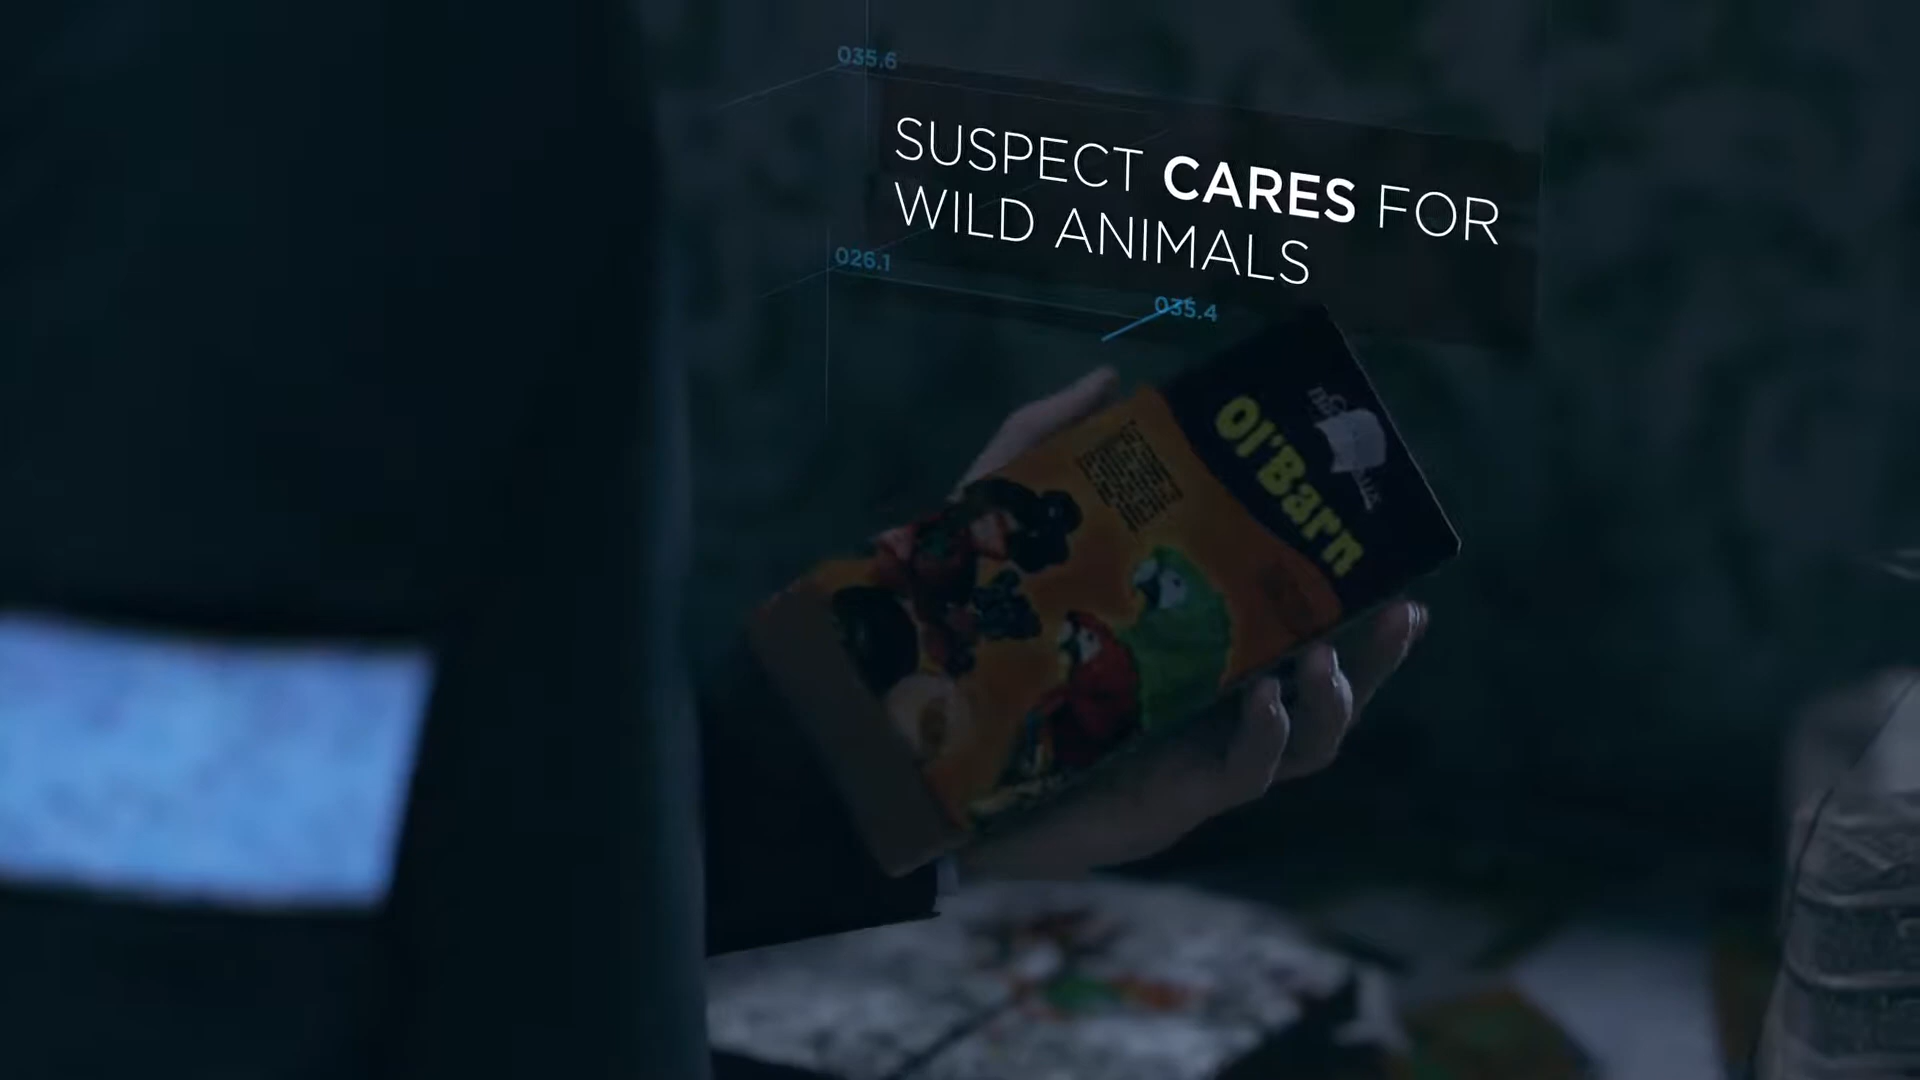 035.6
SUSPECT CARES FOR
WILD ANIMALS
026.1
035.4
Ol'Barn